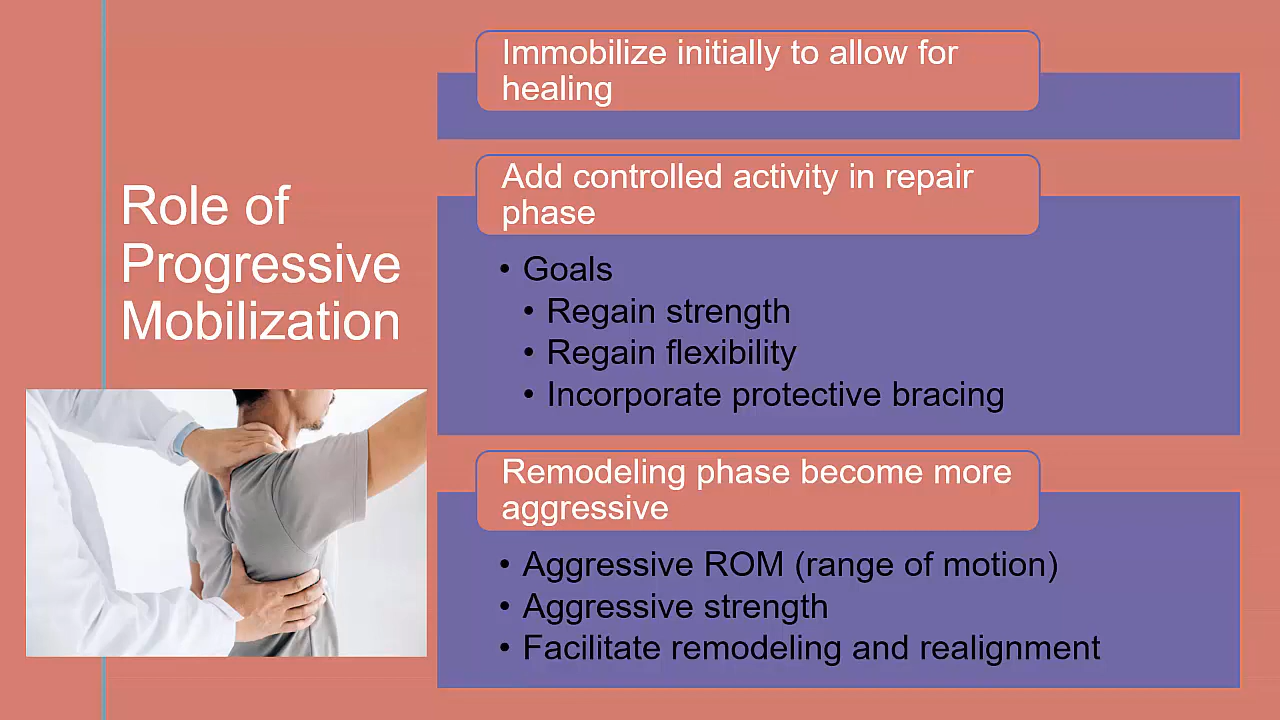 Role of
Progressive
Mobilization
Immobilize initially to allow for
healing
Add controlled activity in repair
phase
• Goals
• Regain strength
• Regain flexibility
• Incorporate protective bracing
Remodeling phase become more
aggressive
• Aggressive ROM (range of motion)
• Aggressive strength
• Facilitate remodeling and realignment